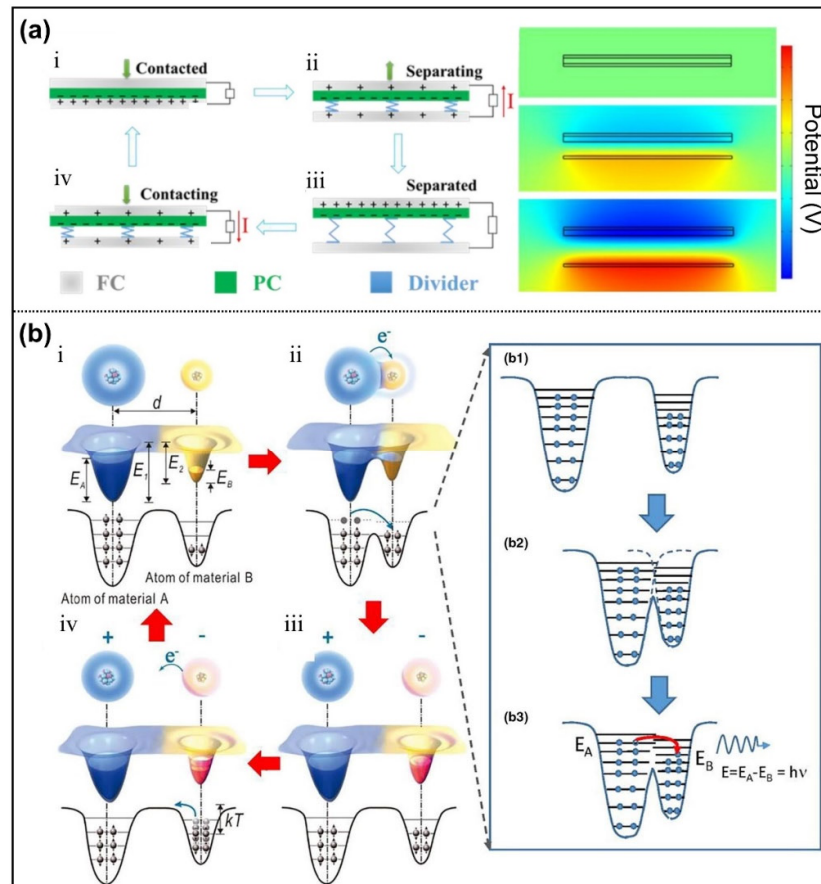 (a)
i
Contacted
ii
Separating
I
iv
Contacting
I
iii
Separated
FC
PC
Divider
Potential (V)
(b)
i
d
E_A
E_1
E_2
E_B
Atom of material B
Atom of material A
ii
e-
iv
+
-
e-
kT
iii
+
-
(b1)
(b2)
(b3)
E_A
E_B
E=E_A-E_B = hν